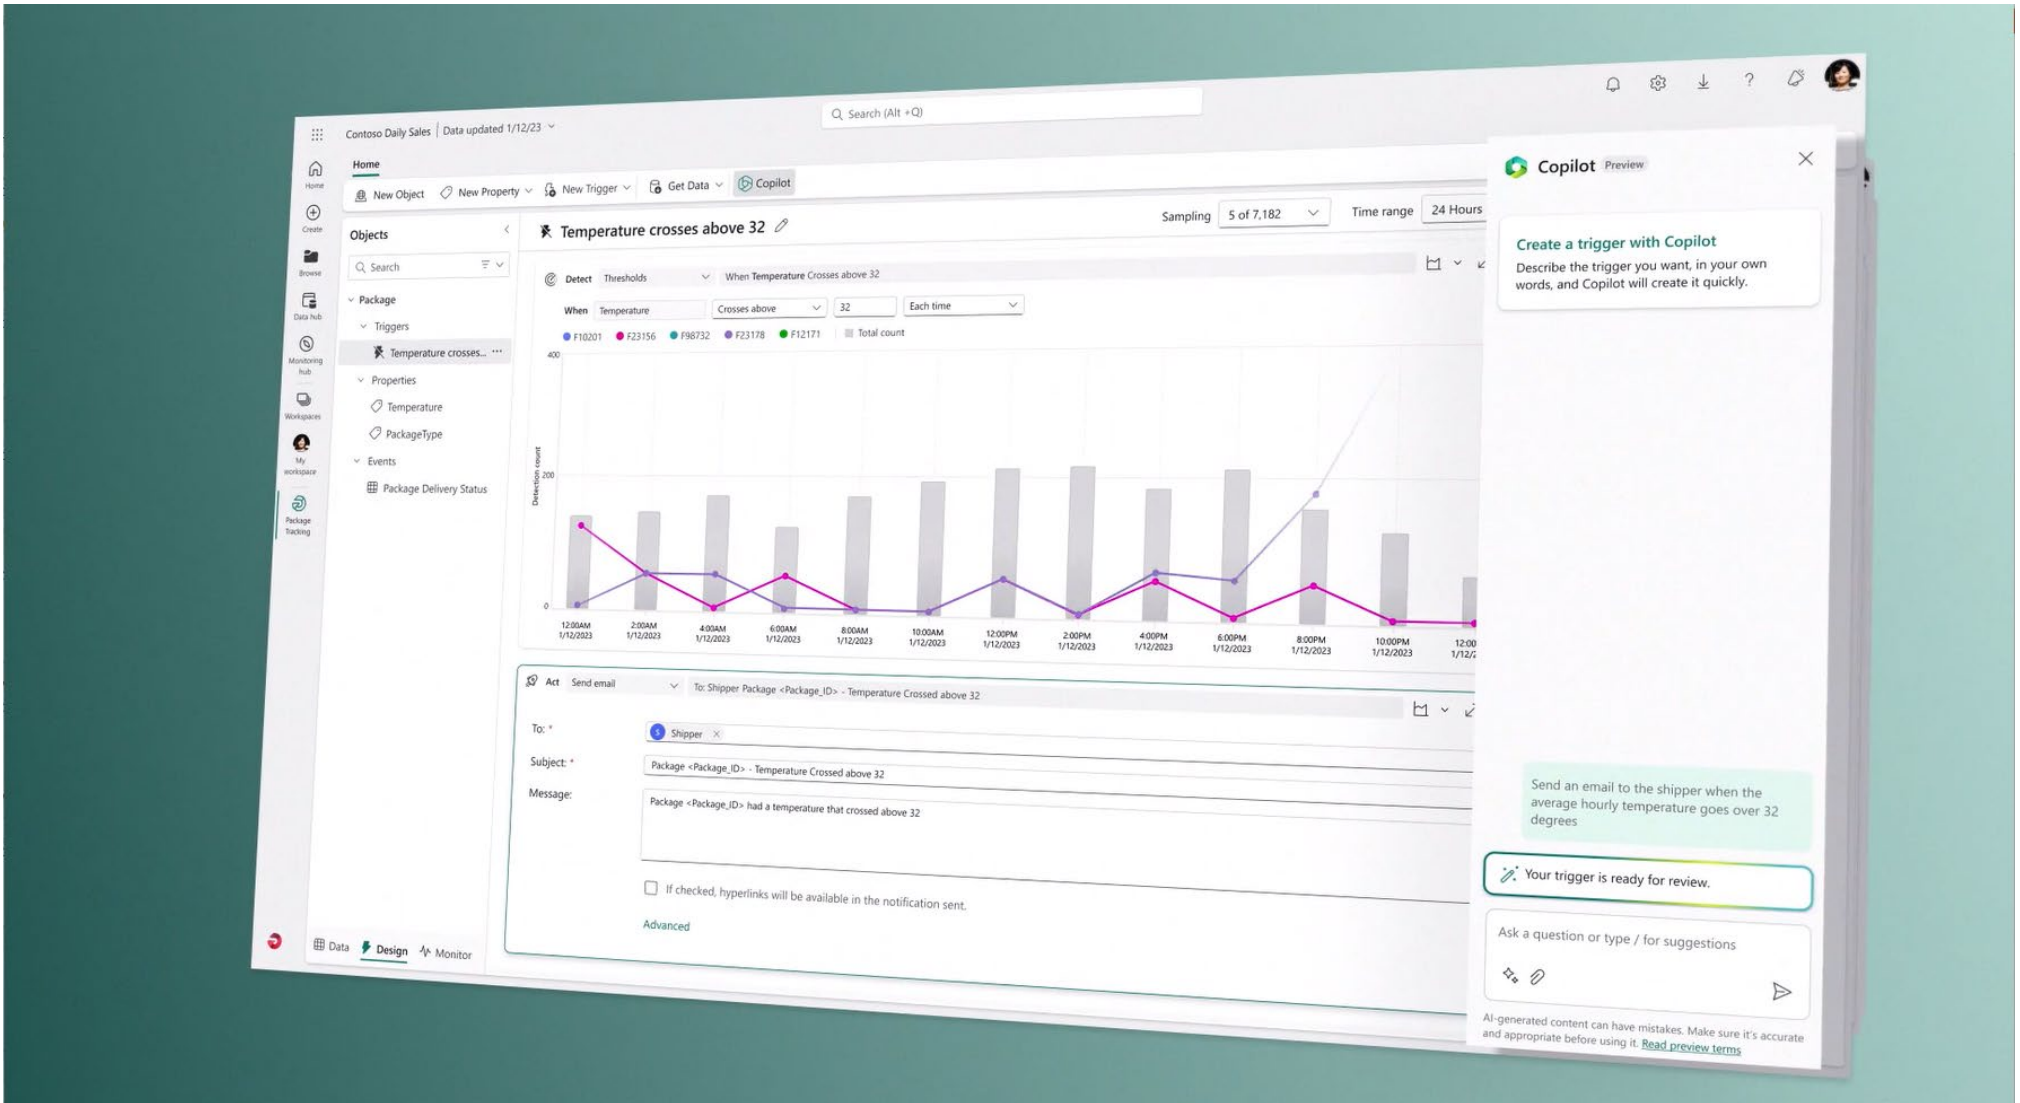 Contoso Daily Sales | Data updated 1/12/23
Search (Alt +Q)
Home
Create
Browse
Data hub
Monitoring
hub
Workspaces
My
workspace
Package
Tracking
Home
New Object
New Property
New Trigger
Get Data
Copilot
Objects
Search
Package
Triggers
Temperature crosses... ···
Properties
Temperature
PackageType
Events
Package Delivery Status
Data
Design
Monitor
Temperature crosses above 32
Sampling 5 of 7,182
Time range 24 Hours
Detect Thresholds When Temperature Crosses above 32
When Temperature Crosses above 32 Each time
F10201 F23156 F98732 F23178 F12171 Total count
400
200
0
Detection count
12:00AM 2:00AM 4:00AM 6:00AM 8:00AM 10:00AM 12:00PM 2:00PM 4:00PM 6:00PM 8:00PM 10:00PM 12:00
1/12/2023 1/12/2023 1/12/2023 1/12/2023 1/12/2023 1/12/2023 1/12/2023 1/12/2023 1/12/2023 1/12/2023 1/12/2023 1/12/2023 1/12/2
Act Send email To: Shipper Package <Package_ID> - Temperature Crossed above 32
To: *
S Shipper ×
Subject: *
Package <Package_ID> - Temperature Crossed above 32
Message:
Package <Package_ID> had a temperature that crossed above 32
If checked, hyperlinks will be available in the notification sent.
Advanced
Copilot Preview
Create a trigger with Copilot
Describe the trigger you want, in your own
words, and Copilot will create it quickly.
Send an email to the shipper when the
average hourly temperature goes over 32
degrees
Your trigger is ready for review.
Ask a question or type / for suggestions
AI-generated content can have mistakes. Make sure it's accurate
and appropriate before using it. Read preview terms